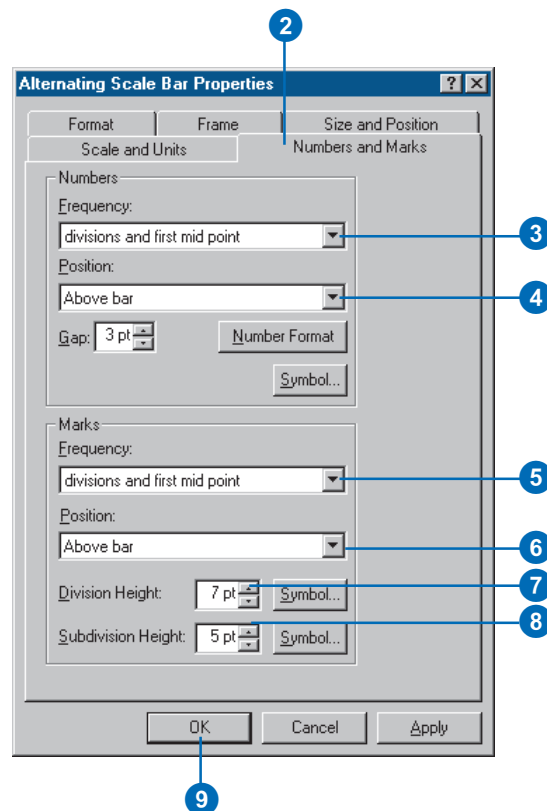 2
Alternating Scale Bar Properties ? ×
Format Frame Size and Position
Scale and Units Numbers and Marks
Numbers
Frequency:
divisions and first mid point 3
Position:
Above bar 4
Gap: 3 pt Number Format
Symbol...
Marks
Frequency:
divisions and first mid point 5
Position:
Above bar 6
Division Height: 7 pt Symbol... 7
Subdivision Height: 5 pt Symbol... 8
OK Cancel Apply
9